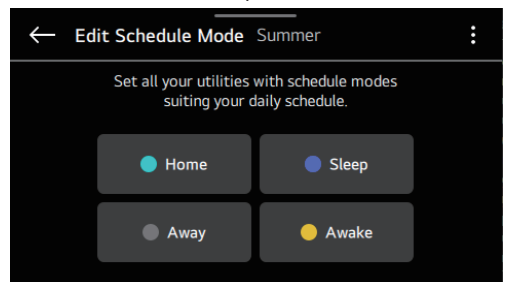 Edit Schedule Mode Summer
Set all your utilities with schedule modes
suiting your daily schedule.
Home Sleep
Away Awake